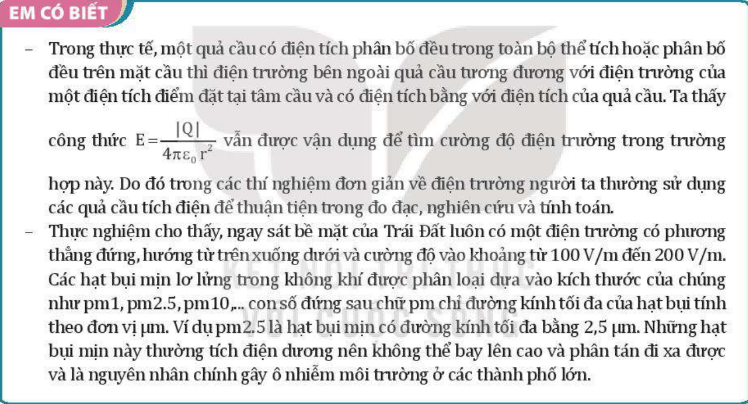 EM CÓ BIẾT
– Trong thực tế, một quả cầu có điện tích phân bố đều trong toàn bộ thể tích hoặc phân bố
đều trên mặt cầu thì điện trường bên ngoài quả cầu tương đương với điện trường của
một điện tích điểm đặt tại tâm cầu và có điện tích bằng với điện tích của quả cầu. Ta thấy
công thức E = |Q| / 4πε₀r² vẫn được vận dụng để tìm cường độ điện trường trong trường
hợp này. Do đó trong các thí nghiệm đơn giản về điện trường người ta thường sử dụng
các quả cầu tích điện để thuận tiện trong đo đạc, nghiên cứu và tính toán.
– Thực nghiệm cho thấy, ngay sát bề mặt của Trái Đất luôn có một điện trường có phương
thẳng đứng, hướng từ trên xuống dưới và cường độ vào khoảng từ 100 V/m đến 200 V/m.
Các hạt bụi mịn lơ lửng trong không khí được phân loại dựa vào kích thước của chúng
như pm1, pm2.5, pm10,... con số đứng sau chữ pm chỉ đường kính tối đa của hạt bụi tính
theo đơn vị μm. Ví dụ pm2.5 là hạt bụi mịn có đường kính tối đa bằng 2,5 μm. Những hạt
bụi mịn này thường tích điện dương nên không thể bay lên cao và phân tán đi xa được
và là nguyên nhân chính gây ô nhiễm môi trường ở các thành phố lớn.
KẾT NỐI TRI THỨC
VỚI CUỘC SỐNG